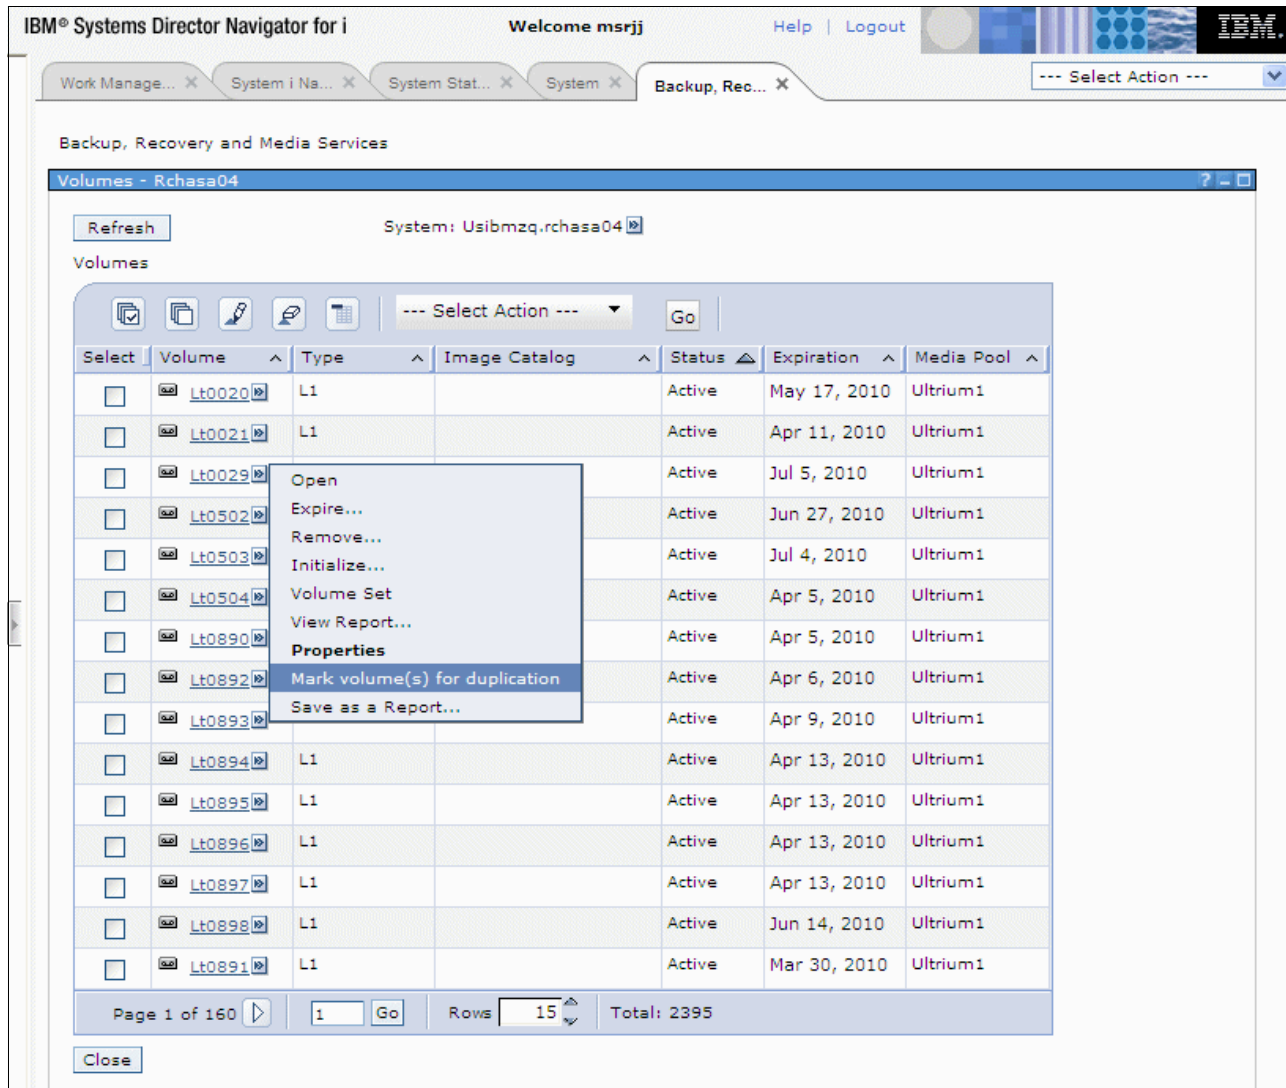 IBM® Systems Director Navigator for i Welcome msrjj Help | Logout IBM.
Work Manage... System i Na... System Stat... System Backup, Rec... --- Select Action ---
Backup, Recovery and Media Services
Volumes - Rchasa04 ?
Refresh System: Usibmzq.rchasa04
Volumes
--- Select Action --- Go
Select Volume Type Image Catalog Status Expiration Media Pool
Lt0020 L1 Active May 17, 2010 Ultrium1
Lt0021 L1 Active Apr 11, 2010 Ultrium1
Lt0029 Active Jul 5, 2010 Ultrium1
Open
Expire...
Lt0502 Active Jun 27, 2010 Ultrium1
Remove...
Lt0503 Active Jul 4, 2010 Ultrium1
Initialize...
Lt0504 Active Apr 5, 2010 Ultrium1
Volume Set
View Report...
Lt0890 Active Apr 5, 2010 Ultrium1
Properties
Lt0892 Active Apr 6, 2010 Ultrium1
Mark volume(s) for duplication
Save as a Report...
Lt0893 Active Apr 9, 2010 Ultrium1
Lt0894 L1 Active Apr 13, 2010 Ultrium1
Lt0895 L1 Active Apr 13, 2010 Ultrium1
Lt0896 L1 Active Apr 13, 2010 Ultrium1
Lt0897 L1 Active Apr 13, 2010 Ultrium1
Lt0898 L1 Active Jun 14, 2010 Ultrium1
Lt0891 L1 Active Mar 30, 2010 Ultrium1
Page 1 of 160 1 Go Rows 15 Total: 2395
Close